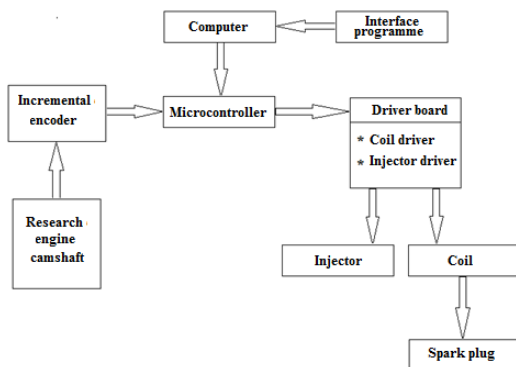 Computer
Interface
programme
Incremental
encoder
Microcontroller
Driver board
* Coil driver
* Injector driver
Research
engine
camshaft
Injector
Coil
Spark plug